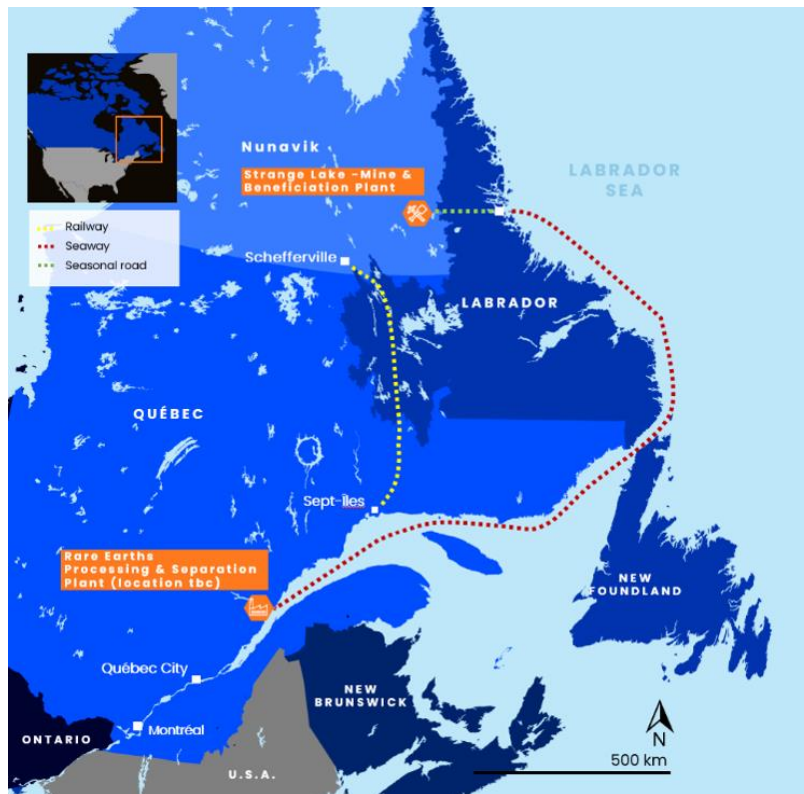 Nunavik
Strange Lake -Mine &
Beneficiation Plant
LABRADOR
SEA
Railway
Seaway
Seasonal road
Schefferville
LABRADOR
QUÉBEC
Sept-Îles
Rare Earths
Processing & Separation
Plant (location tbc)
NEW
FOUNDLAND
Québec City
NEW
BRUNSWICK
Montréal
ONTARIO
N
500 km
U.S.A.